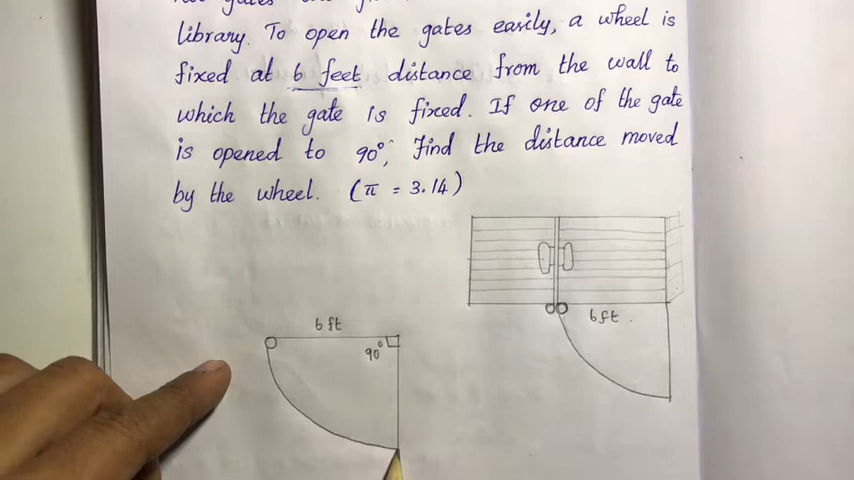 library. To open the gates easily, a wheel is
fixed at 6 feet distance from the wall to
which the gate is fixed. If one of the gate
is opened to 90°, Find the distance moved
by the wheel. (π = 3.14)
6 ft
90°
6ft.